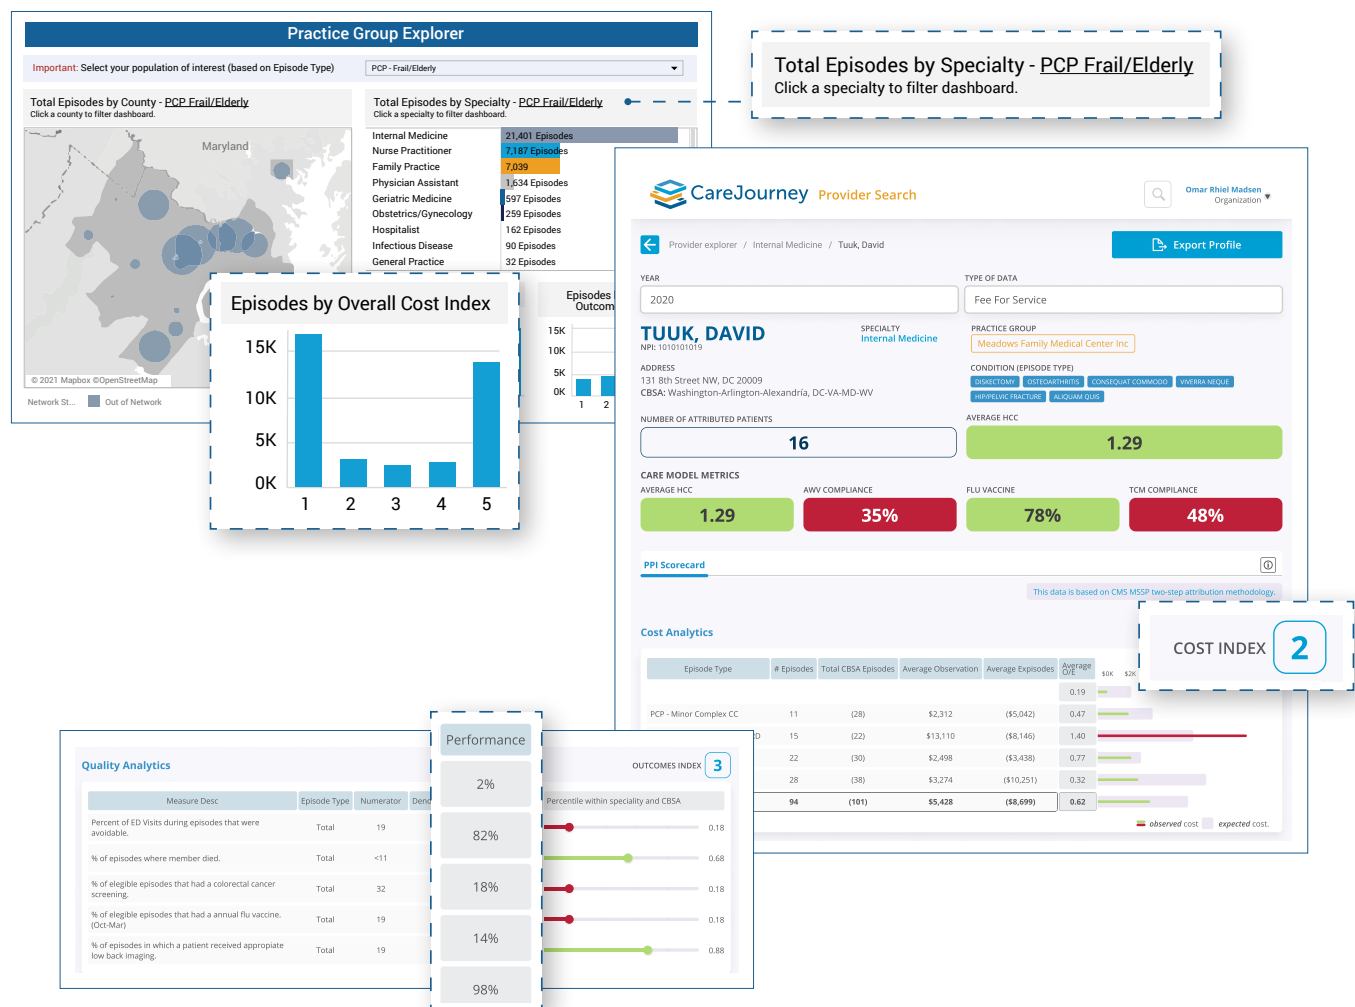 Practice Group Explorer
Important: Select your population of interest (based on Episode Type)
PCP - Frail/Elderly
Total Episodes by County - PCP Frail/Elderly
Click a county to filter dashboard.
Maryland
© 2021 Mapbox ©OpenStreetMap
Network St...
Out of Network
Total Episodes by Specialty - PCP Frail/Elderly
Click a specialty to filter dashboard.
Internal Medicine 21,401 Episodes
Nurse Practitioner 7,187 Episodes
Family Practice 7,039
Physician Assistant 1,634 Episodes
Geriatric Medicine 597 Episodes
Obstetrics/Gynecology 259 Episodes
Hospitalist 162 Episodes
Infectious Disease 90 Episodes
General Practice 32 Episodes
Episodes
Outcom
15K
10K
5K
0K
1 2
Total Episodes by Specialty - PCP Frail/Elderly
Click a specialty to filter dashboard.
Episodes by Overall Cost Index
15K
10K
5K
0K
1 2 3 4 5
CareJourney Provider Search
Omar Rhiel Madsen
Organization
Provider explorer / Internal Medicine / Tuuk, David
Export Profile
YEAR
2020
TYPE OF DATA
Fee For Service
TUUK, DAVID
NPI: 1010101019
SPECIALTY
Internal Medicine
PRACTICE GROUP
Meadows Family Medical Center Inc
ADDRESS
131 8th Street NW, DC 20009
CBSA: Washington-Arlington-Alexandría, DC-VA-MD-WV
CONDITION (EPISODE TYPE)
DISKECTOMY OSTEOARTHRITIS CONSEQUAT COMMODO VIVERRA NEQUE
HIP/PELVIC FRACTURE ALIQUAM QUIS
NUMBER OF ATTRIBUTED PATIENTS
16
AVERAGE HCC
1.29
CARE MODEL METRICS
AVERAGE HCC AWV COMPLIANCE FLU VACCINE TCM COMPILANCE
1.29 35% 78% 48%
PPI Scorecard
This data is based on CMS MSSP two-step attribution methodology.
COST INDEX 2
Cost Analytics
Episode Type # Episodes Total CBSA Episodes Average Observation Average Expisodes Average O/E $0K $2K
0.19
PCP - Minor Complex CC 11 (28) $2,312 ($5,042) 0.47
D 15 (22) $13,110 ($8,146) 1.40
22 (30) $2,498 ($3,438) 0.77
28 (38) $3,274 ($10,251) 0.32
94 (101) $5,428 ($8,699) 0.62
observed cost expected cost.
Quality Analytics
OUTCOMES INDEX 3
Measure Desc Episode Type Numerator Deno Performance Percentile within speciality and CBSA
Percent of ED Visits during episodes that were
avoidable.
Total 19 2% 0.18
% of episodes where member died.
Total <11 82% 0.68
% of elegible episodes that had a colorectal cancer
screening.
Total 32 18% 0.18
% of elegible episodes that had a annual flu vaccine.
(Oct-Mar)
Total 19 14% 0.18
% of episodes in which a patient received appropiate
low back imaging.
Total 19 98% 0.88